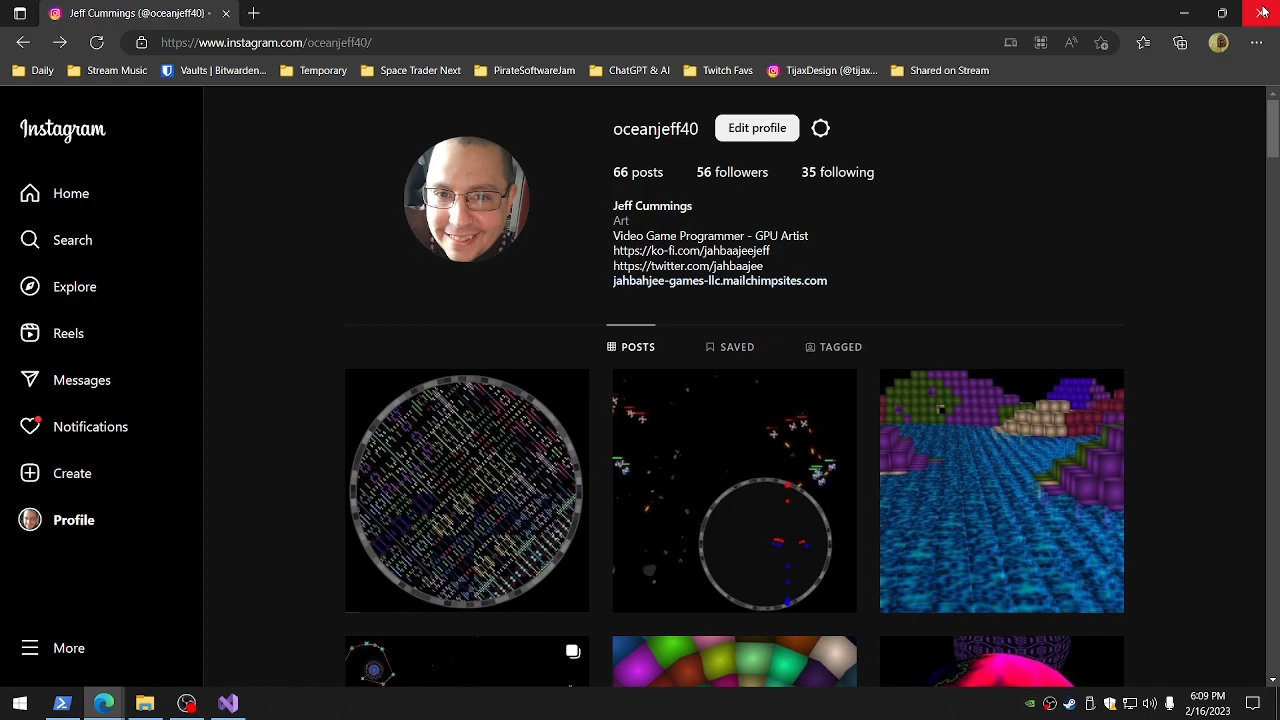 Jeff Cummings (@oceanjeff40) •
https://www.instagram.com/oceanjeff40/
Daily
Stream Music
Vaults | Bitwarden...
Temporary
Space Trader Next
PirateSoftwareJam
ChatGPT & AI
Twitch Favs
TijaxDesign (@tijax...
Shared on Stream
Instagram
Home
Search
Explore
Reels
Messages
Notifications
Create
Profile
More
oceanjeff40
Edit profile
66 posts
56 followers
35 following
Jeff Cummings
Art
Video Game Programmer - GPU Artist
https://ko-fi.com/jahbaajeejeff
https://twitter.com/jahbaajee
jahbahjee-games-llc.mailchimpsites.com
POSTS
SAVED
TAGGED
6:09 PM
2/16/2023